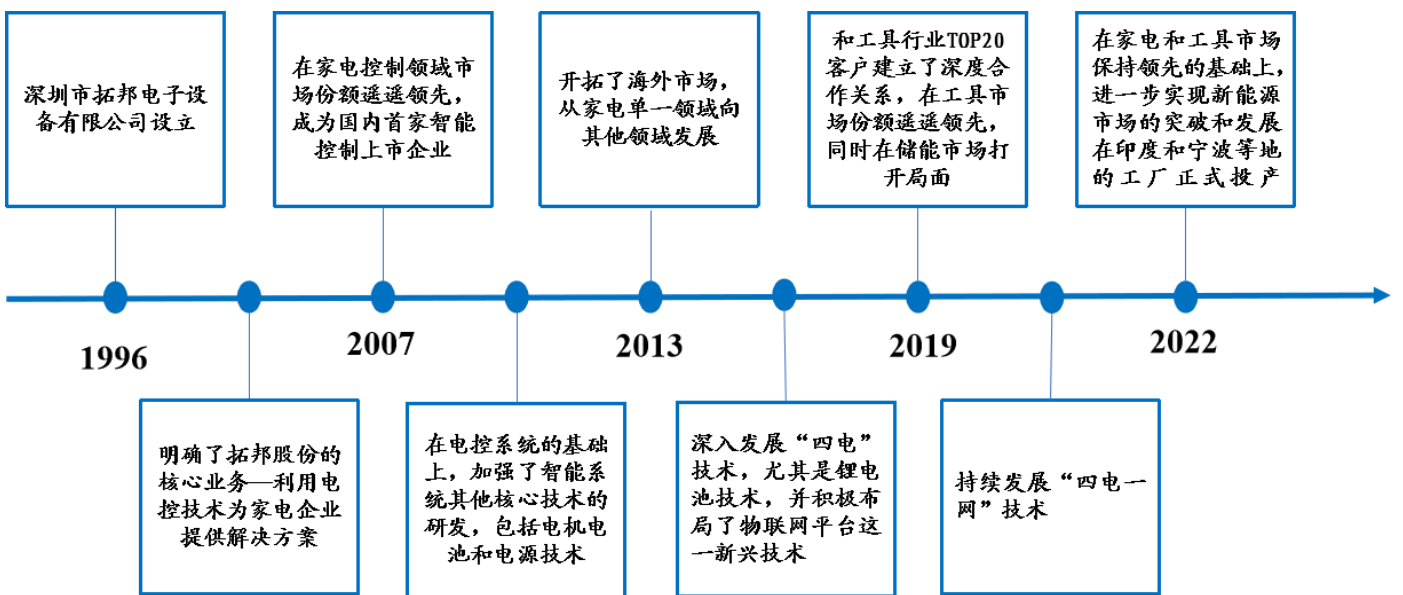 深圳市拓邦电子设
备有限公司设立
在家电控制领域市
场份额遥遥领先，
成为国内首家智能
控制上市企业
开拓了海外市场，
从家电单一领域向
其他领域发展
和工具行业TOP20
客户建立了深度合
作关系，在工具市
场份额遥遥领先，
同时在储能市场打
开局面
在家电和工具市场
保持领先的基础上，
进一步实现新能源
市场的突破和发展
在印度和宁波等地
的工厂正式投产
1996
2007
2013
2019
2022
明确了拓邦股份的
核心业务—利用电
控技术为家电企业
提供解决方案
在电控系统的基础
上，加强了智能系
统其他核心技术的
研发，包括电机电
池和电源技术
深入发展“四电”
技术，尤其是锂电
池技术，并积极布
局了物联网平台这
一新兴技术
持续发展“四电一
网”技术